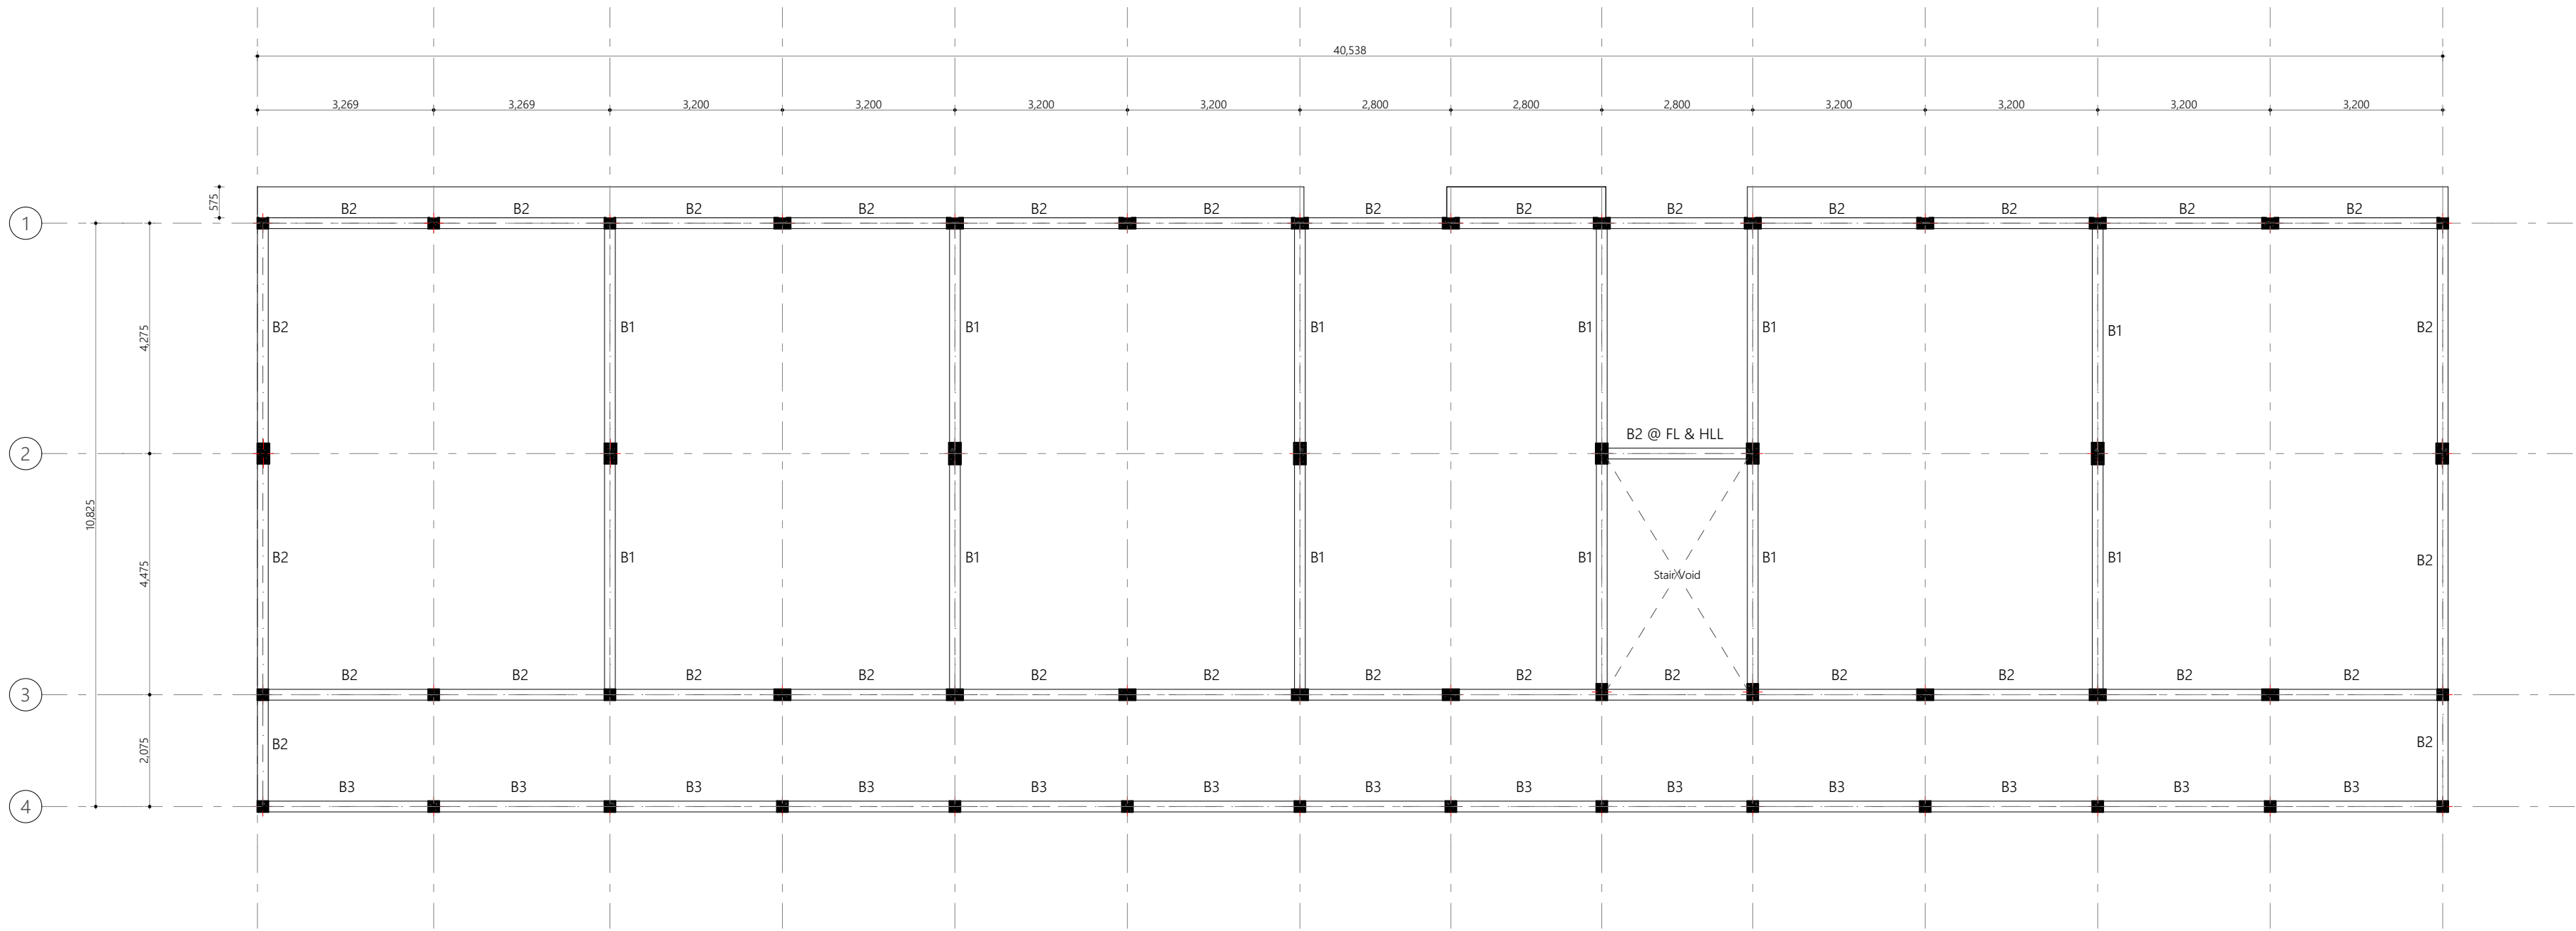 40,538
3,269 3,269 3,200 3,200 3,200 3,200 2,800 2,800 2,800 3,200 3,200 3,200 3,200
575
1 B2 B2 B2 B2 B2 B2 B2 B2 B2 B2 B2 B2 B2
4,275
B2 B1 B1 B1 B1 B1 B1 B2
2
B2 @ FL & HLL
10,825
4,475
B2 B1 B1 B1 B1 B1 B1 B2
Stair Void
3 B2 B2 B2 B2 B2 B2 B2 B2 B2 B2 B2 B2 B2
2,075
B2 B2
4 B3 B3 B3 B3 B3 B3 B3 B3 B3 B3 B3 B3 B3